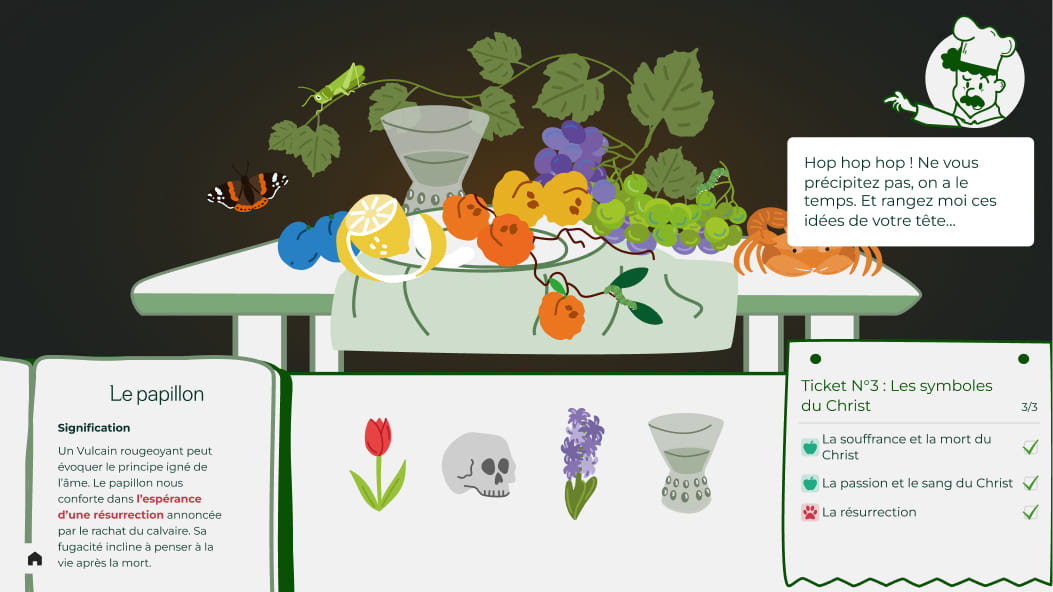 Hop hop hop ! Ne vous
précipitez pas, on a le
temps. Et rangez moi ces
idées de votre tête...
Le papillon
Signification
Un Vulcain rougeoyant peut
évoquer le principe igné de
l'âme. Le papillon nous
conforte dans l'espérance
d'une résurrection annoncée
par le rachat du calvaire. Sa
fugacité incline à penser à la
vie après la mort.
Ticket N°3 : Les symboles
du Christ
3/3
La souffrance et la mort du
Christ
La passion et le sang du Christ
La résurrection